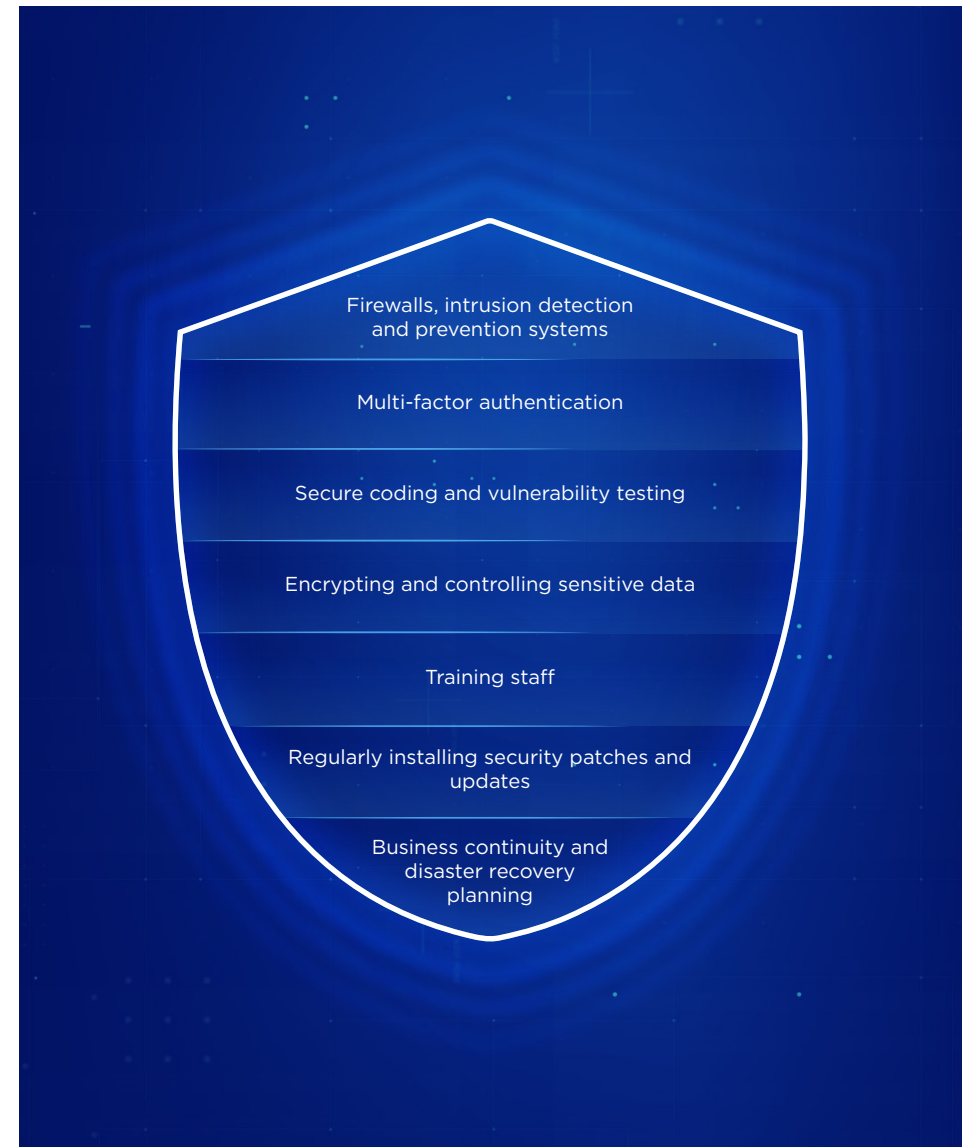 Firewalls, intrusion detection
and prevention systems
Multi-factor authentication
Secure coding and vulnerability testing
Encrypting and controlling sensitive data
Training staff
Regularly installing security patches and
updates
Business continuity and
disaster recovery
planning